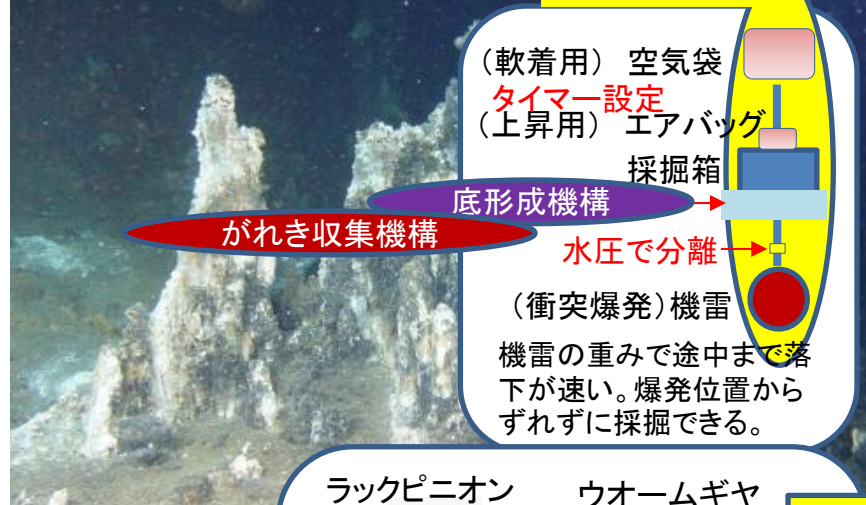 （軟着用） 空気袋
タイマー設定
（上昇用） エアバッグ
採掘箱
底形成機構
がれき収集機構
水圧で分離
（衝突爆発）機雷
機雷の重みで途中まで落
下が速い。爆発位置から
ずれずに採掘できる。
ラックピニオン ウオームギヤ